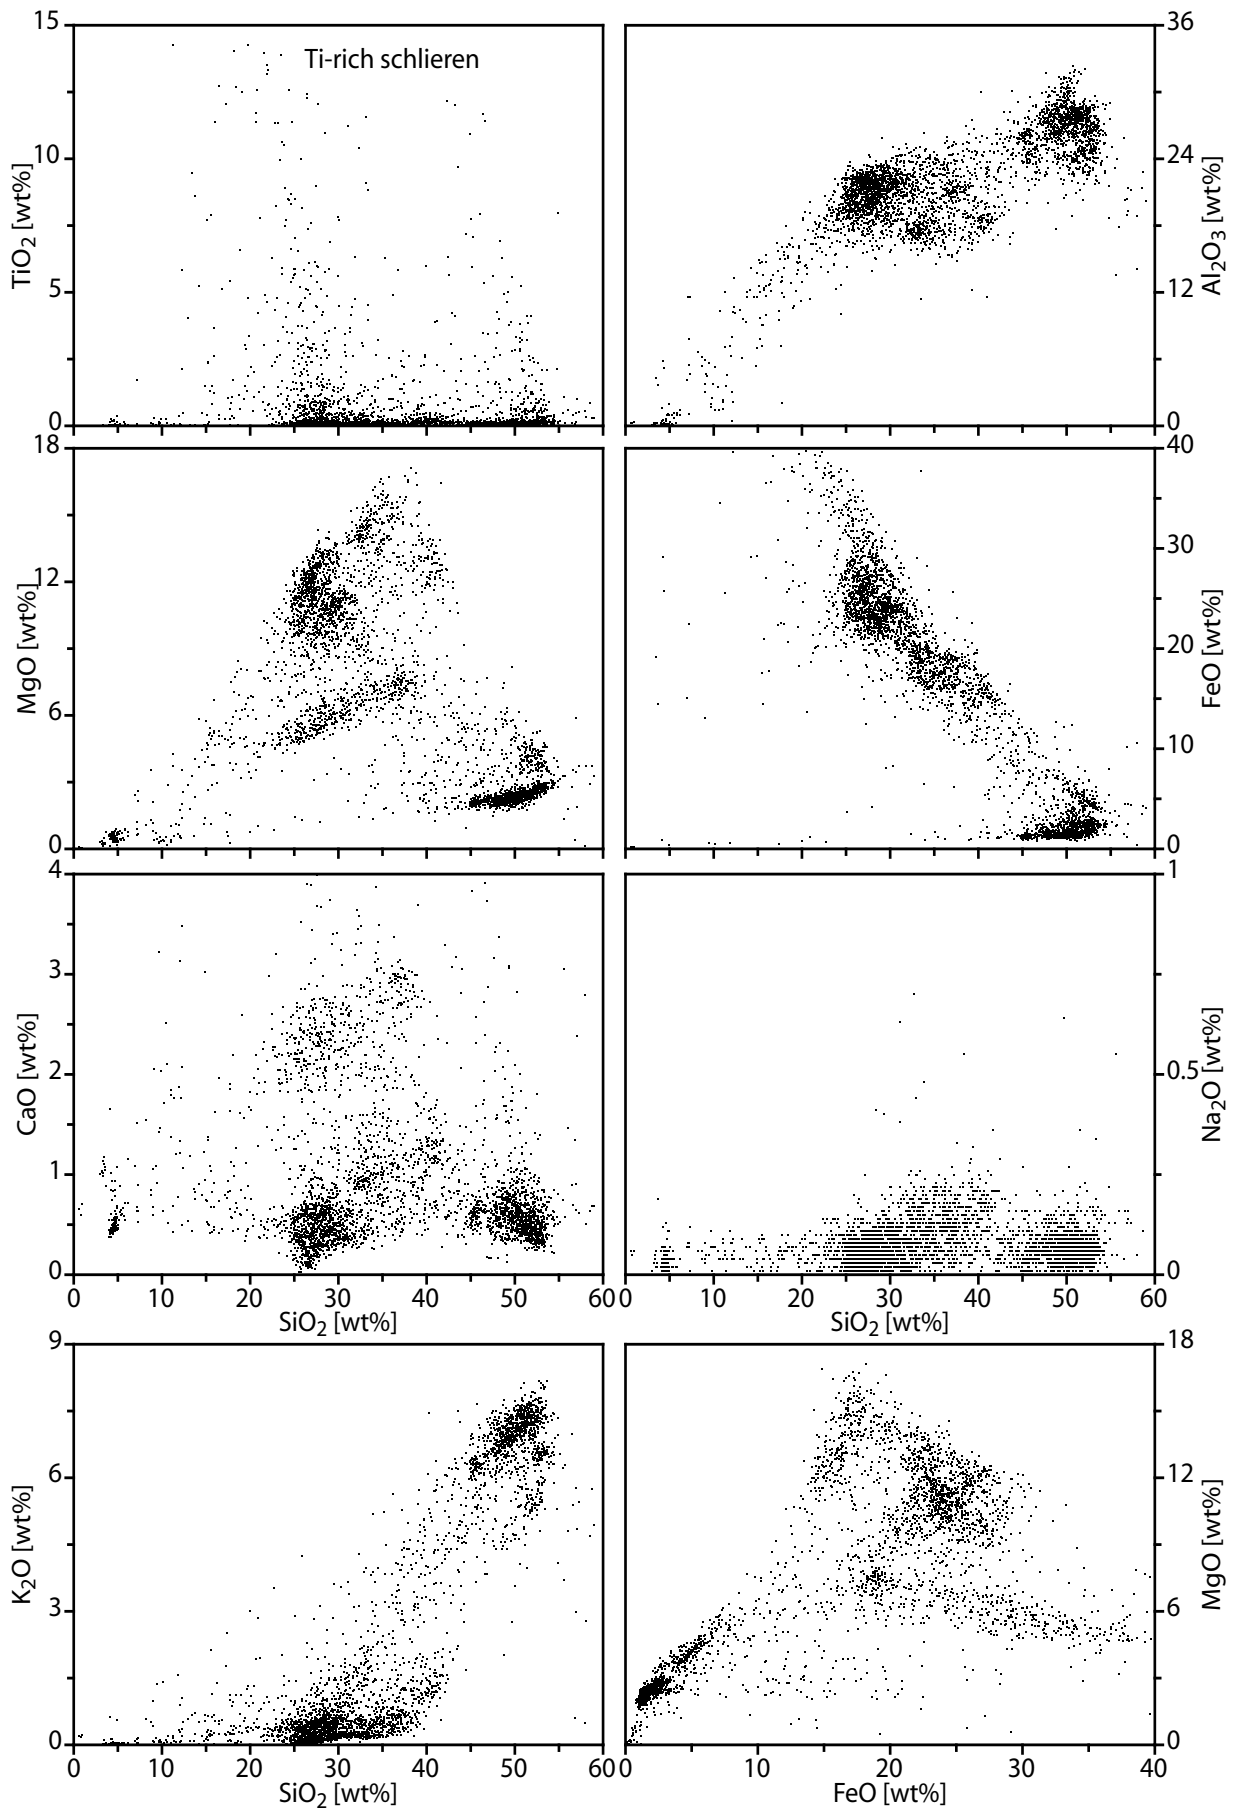 15
10
5
0
TiO2 [wt%]
Ti-rich schlieren
36
24
12
0
Al2O3 [wt%]
18
12
6
0
MgO [wt%]
40
30
20
10
0
FeO [wt%]
4
3
2
1
0
CaO [wt%]
0 10 20 30 40 50 60
SiO2 [wt%]
1
0.5
0
Na2O [wt%]
0 10 20 30 40 50
SiO2 [wt%]
9
6
3
0
K2O [wt%]
0 10 20 30 40 50 60
SiO2 [wt%]
18
12
6
0
MgO [wt%]
0 10 20 30 40
FeO [wt%]